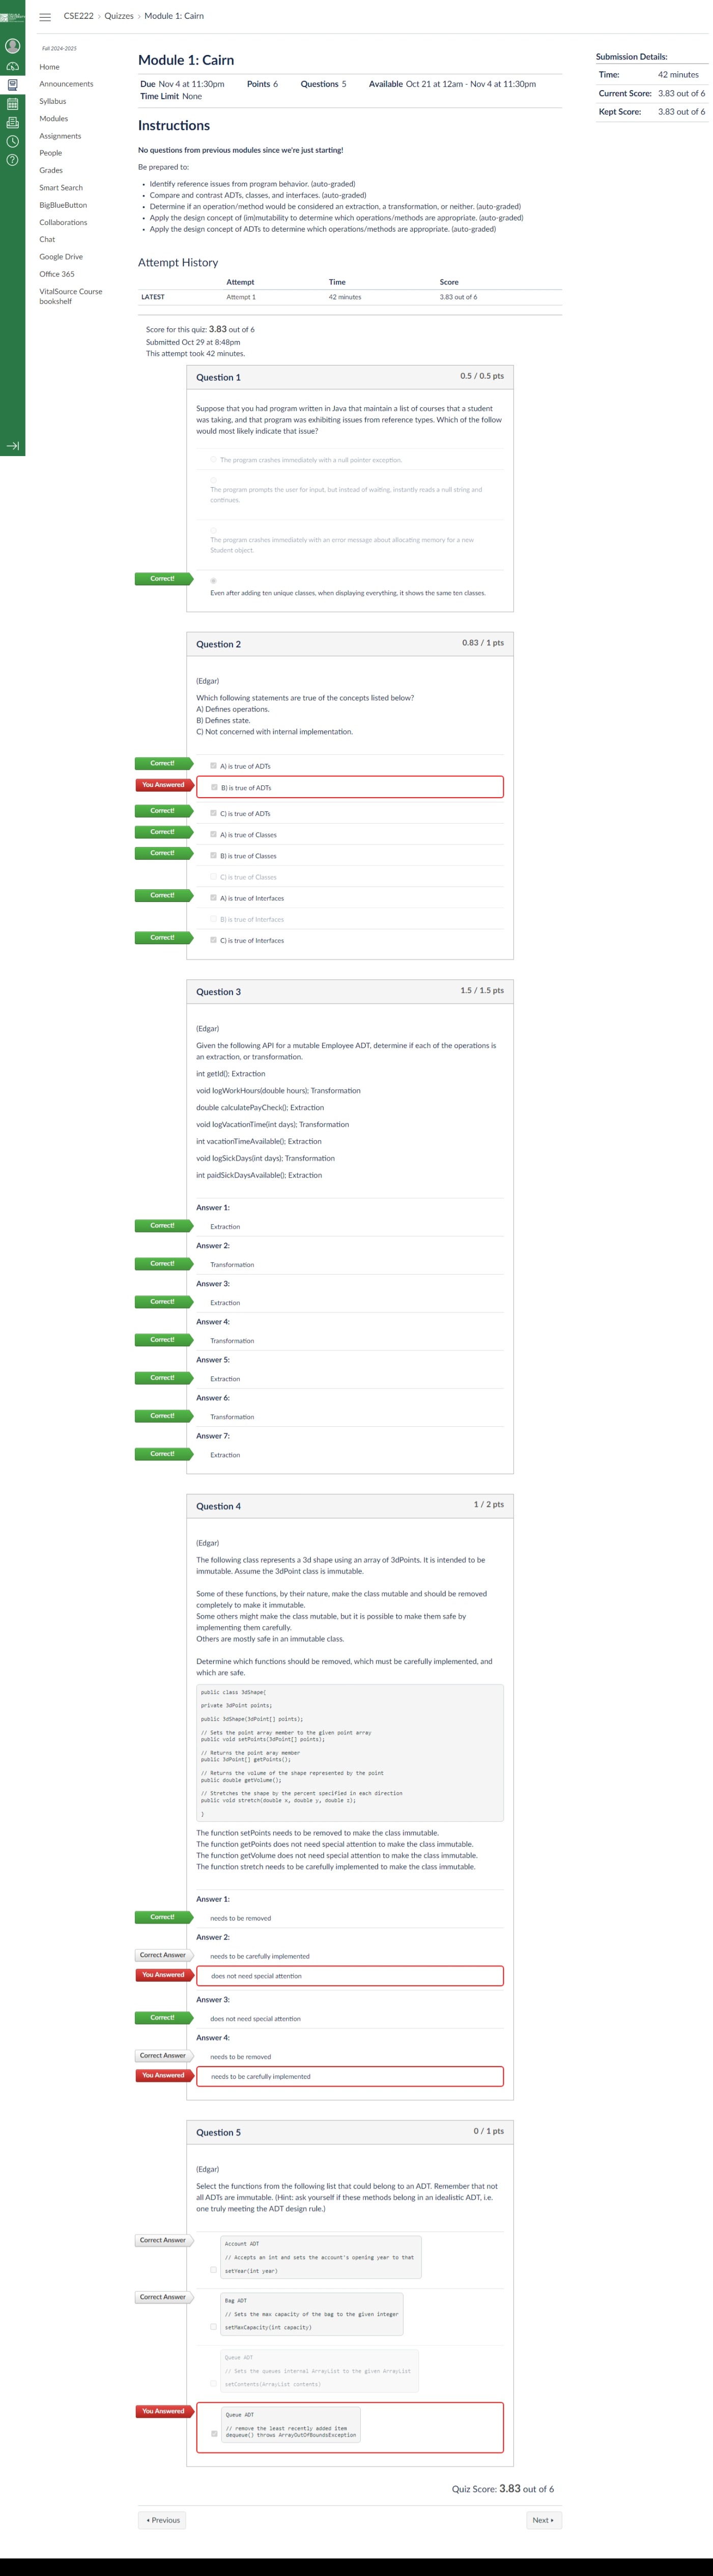 CSE222 > Quizzes > Module 1: Cairn
Fall 2024-2025
Home
Announcements
Syllabus
Modules
Assignments
People
Grades
Smart Search
BigBlueButton
Collaborations
Chat
Google Drive
Office 365
VitalSource Course
bookshelf
Module 1: Cairn
Due Nov 4 at 11:30pm Points 6 Questions 5 Available Oct 21 at 12am - Nov 4 at 11:30pm
Time Limit None
Submission Details:
Time: 42 minutes
Current Score: 3.83 out of 6
Kept Score: 3.83 out of 6
Instructions
No questions from previous modules since we're just starting!
Be prepared to:
• Identify reference issues from program behavior. (auto-graded)
• Compare and contrast ADTs, classes, and interfaces. (auto-graded)
• Determine if an operation/method would be considered an extraction, a transformation, or neither. (auto-graded)
• Apply the design concept of (im)mutability to determine which operations/methods are appropriate. (auto-graded)
• Apply the design concept of ADTs to determine which operations/methods are appropriate. (auto-graded)
Attempt History
Attempt Time Score
LATEST Attempt 1 42 minutes 3.83 out of 6
Score for this quiz: 3.83 out of 6
Submitted Oct 29 at 8:48pm
This attempt took 42 minutes.
Question 1 0.5 / 0.5 pts
Suppose that you had program written in Java that maintain a list of courses that a student
was taking, and that program was exhibiting issues from reference types. Which of the follow
would most likely indicate that issue?
The program crashes immediately with a null pointer exception.
The program prompts the user for input, but instead of waiting, instantly reads a null string and
continues.
The program crashes immediately with an error message about allocating memory for a new
Student object.
Correct!
Even after adding ten unique classes, when displaying everything, it shows the same ten classes.
Question 2 0.83 / 1 pts
(Edgar)
Which following statements are true of the concepts listed below?
A) Defines operations.
B) Defines state.
C) Not concerned with internal implementation.
Correct! A) is true of ADTs
You Answered B) is true of ADTs
Correct! C) is true of ADTs
Correct! A) is true of Classes
Correct! B) is true of Classes
C) is true of Classes
Correct! A) is true of Interfaces
B) is true of Interfaces
Correct! C) is true of Interfaces
Question 3 1.5 / 1.5 pts
(Edgar)
Given the following API for a mutable Employee ADT, determine if each of the operations is
an extraction, or transformation.
int getId(); Extraction
void logWorkHours(double hours); Transformation
double calculatePayCheck(); Extraction
void logVacationTime(int days); Transformation
int vacationTimeAvailable(); Extraction
void logSickDays(int days); Transformation
int paidSickDaysAvailable(); Extraction
Answer 1:
Correct! Extraction
Answer 2:
Correct! Transformation
Answer 3:
Correct! Extraction
Answer 4:
Correct! Transformation
Answer 5:
Correct! Extraction
Answer 6:
Correct! Transformation
Answer 7:
Correct! Extraction
Question 4 1 / 2 pts
(Edgar)
The following class represents a 3d shape using an array of 3dPoints. It is intended to be
immutable. Assume the 3dPoint class is immutable.
Some of these functions, by their nature, make the class mutable and should be removed
completely to make it immutable.
Some others might make the class mutable, but it is possible to make them safe by
implementing them carefully.
Others are mostly safe in an immutable class.
Determine which functions should be removed, which must be carefully implemented, and
which are safe.
public class 3dShape{
private 3dPoint points;
public 3dShape(3dPoint[] points);
// Sets the point array member to the given point array
public void setPoints(3dPoint[] points);
// Returns the point aray member
public 3dPoint[] getPoints();
// Returns the volume of the shape represented by the point
public double getVolume();
// Stretches the shape by the percent specified in each direction
public void stretch(double x, double y, double z);
}
The function setPoints needs to be removed to make the class immutable.
The function getPoints does not need special attention to make the class immutable.
The function getVolume does not need special attention to make the class immutable.
The function stretch needs to be carefully implemented to make the class immutable.
Answer 1:
Correct! needs to be removed
Answer 2:
Correct Answer needs to be carefully implemented
You Answered does not need special attention
Answer 3:
Correct! does not need special attention
Answer 4:
Correct Answer needs to be removed
You Answered needs to be carefully implemented
Question 5 0 / 1 pts
(Edgar)
Select the functions from the following list that could belong to an ADT. Remember that not
all ADTs are immutable. (Hint: ask yourself if these methods belong in an idealistic ADT, i.e.
one truly meeting the ADT design rule.)
Correct Answer
Account ADT
// Accepts an int and sets the account's opening year to that
setYear(int year)
Correct Answer
Bag ADT
// Sets the max capacity of the bag to the given integer
setMaxCapacity(int capacity)
Queue ADT
// Sets the queues internal ArrayList to the given ArrayList
setContents(ArrayList contents)
You Answered
Queue ADT
// remove the least recently added item
dequeue() throws ArrayOutOfBoundsException
Quiz Score: 3.83 out of 6
Previous
Next